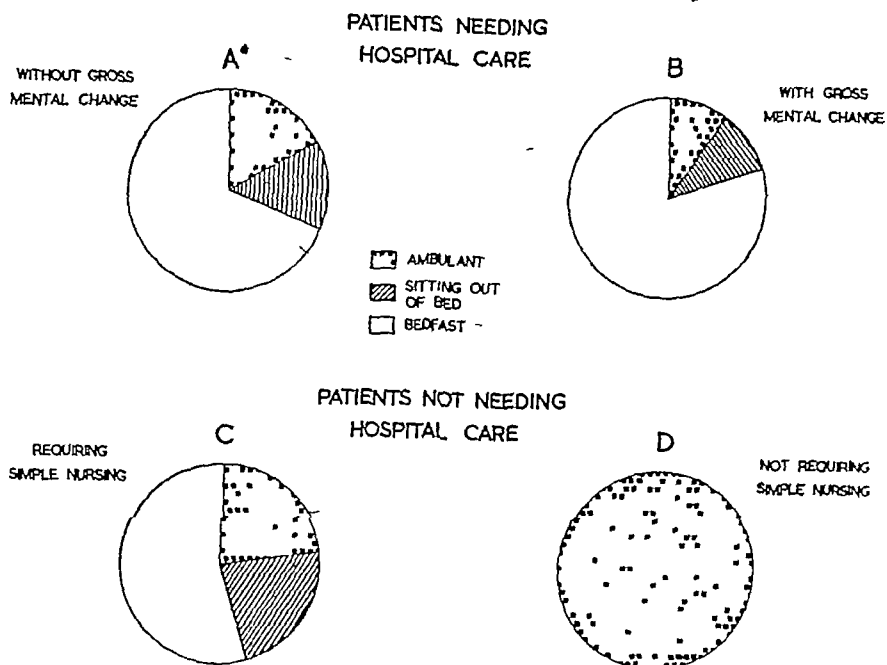 PATIENTS NEEDING
HOSPITAL CARE
WITHOUT GROSS
MENTAL CHANGE
A*
B
WITH GROSS
MENTAL CHANGE
AMBULANT
SITTING OUT
OF BED
BEDFAST
PATIENTS NOT NEEDING
HOSPITAL CARE
REQUIRING
SIMPLE NURSING
C
D
NOT REQUIRING
SIMPLE NURSING